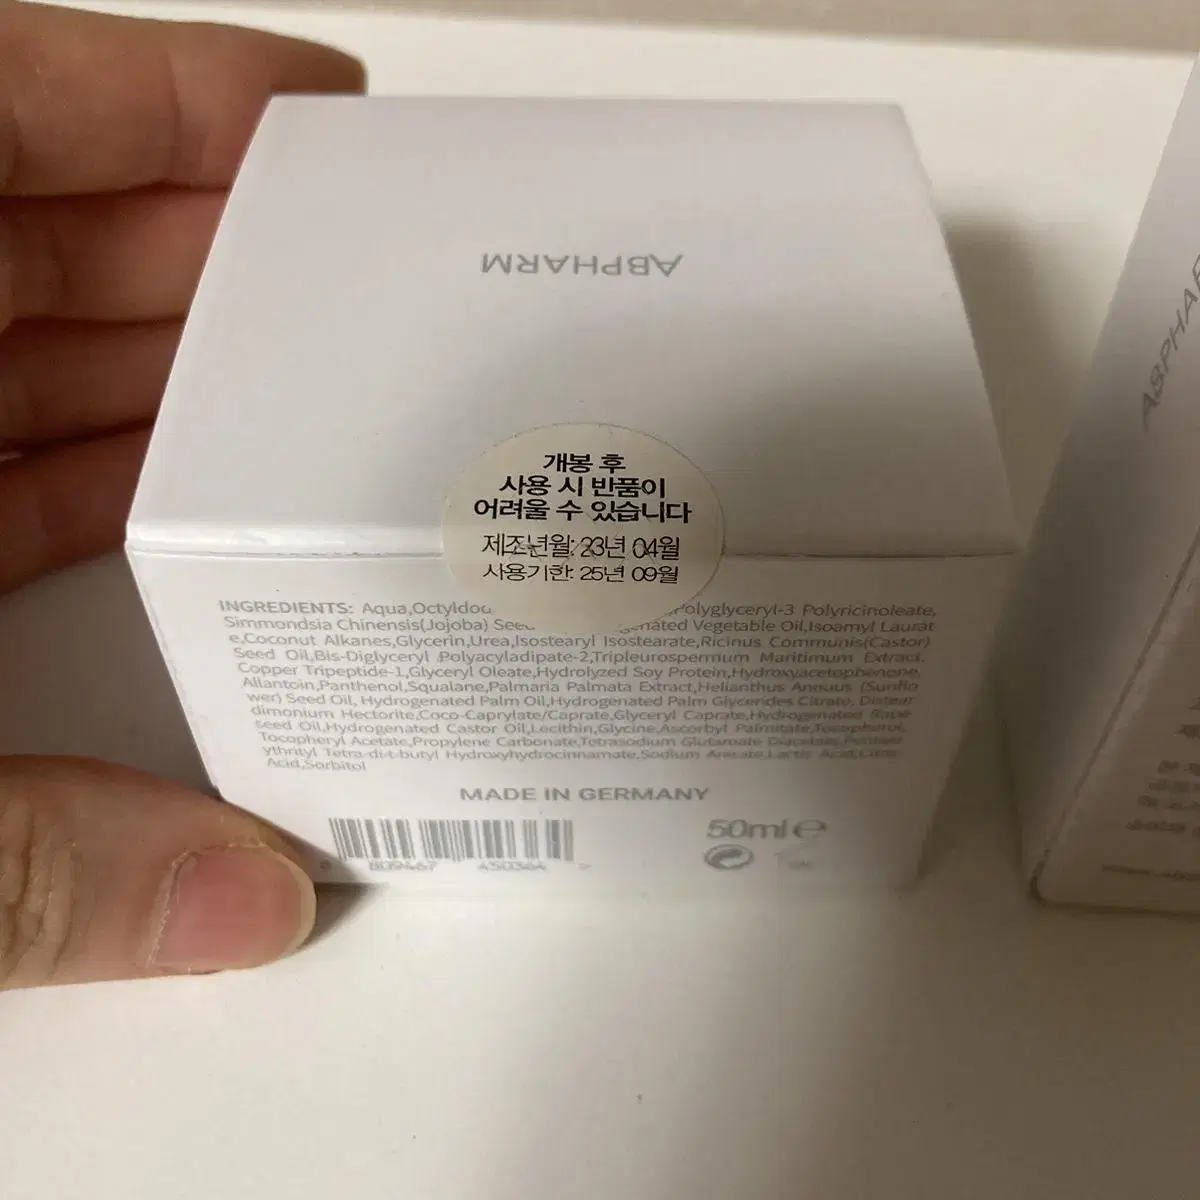 ABPHARM
개봉 후
사용 시 반품이
어려울 수 있습니다
제조년월: 23년 04월
사용기한: 25년 09월
INGREDIENTS: Aqua, Polyglyceryl-3 Polyricinoleate,
Simmondsia Chinensis(Jojoba) Vegetable Oil,Isoamyl Laurat
e,Coconut Alkanes,Glycerin,Urea,Isostearyl Isostearate,Ricinus Communis(Castor)
Seed Oil,Bis-Diglyceryl Polyacyladipate-2,Tripleurospermum Maritimum Extract,
Copper Tripeptide-1,Glyceryl Oleate,Hydrolyzed Soy Protein,Hydroxyacetophenone,
Allantoin,Panthenol,Squalane,Palmaria Palmata Extract,Helianthus Annuus (Sunflo
wer) Seed Oil, Hydrogenated Palm Oil,Hydrogenated Palm Glycerides Citrate, Distear
dimonium Hectorite,Coco-Caprylate/Caprate,Glyceryl Caprate,Hydrogenated Rape
seed Oil,Hydrogenated Castor Oil,Lecithin,Glycine,Ascorbyl Palmitate,Tocopherol,
Tocopheryl Acetate,Propylene Carbonate,Tetrasodium Glutamate Diacetate,Pentaer
ythrityl Tetra-di-t-butyl Hydroxyhydrocinnamate,Sodium Anisate,Lactic Acid,Citric
Acid,Sorbitol
MADE IN GERMANY
50ml e
8 809467 450364 >